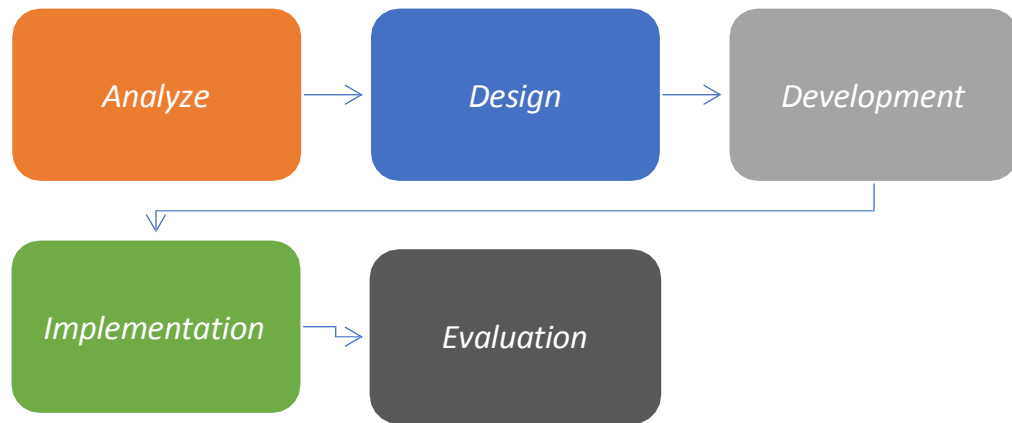 Analyze
Design
Development
Implementation
Evaluation